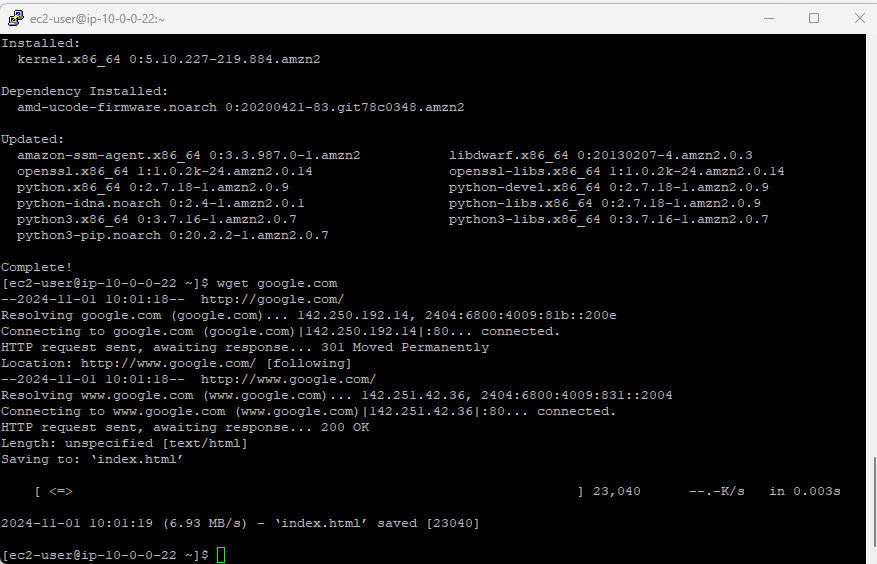 ec2-user@ip-10-0-0-22:~
Installed:
  kernel.x86_64 0:5.10.227-219.884.amzn2
Dependency Installed:
  amd-ucode-firmware.noarch 0:20200421-83.git78c0348.amzn2
Updated:
  amazon-ssm-agent.x86_64 0:3.3.987.0-1.amzn2           libdwarf.x86_64 0:20130207-4.amzn2.0.3
  openssl.x86_64 1:1.0.2k-24.amzn2.0.14                 openssl-libs.x86_64 1:1.0.2k-24.amzn2.0.14
  python.x86_64 0:2.7.18-1.amzn2.0.9                    python-devel.x86_64 0:2.7.18-1.amzn2.0.9
  python-idna.noarch 0:2.4-1.amzn2.0.1                  python-libs.x86_64 0:2.7.18-1.amzn2.0.9
  python3.x86_64 0:3.7.16-1.amzn2.0.7                   python3-libs.x86_64 0:3.7.16-1.amzn2.0.7
  python3-pip.noarch 0:20.2.2-1.amzn2.0.7
Complete!
[ec2-user@ip-10-0-0-22 ~]$ wget google.com
--2024-11-01 10:01:18--  http://google.com/
Resolving google.com (google.com)... 142.250.192.14, 2404:6800:4009:81b::200e
Connecting to google.com (google.com)|142.250.192.14|:80... connected.
HTTP request sent, awaiting response... 301 Moved Permanently
Location: http://www.google.com/ [following]
--2024-11-01 10:01:18--  http://www.google.com/
Resolving www.google.com (www.google.com)... 142.251.42.36, 2404:6800:4009:831::2004
Connecting to www.google.com (www.google.com)|142.251.42.36|:80... connected.
HTTP request sent, awaiting response... 200 OK
Length: unspecified [text/html]
Saving to: ‘index.html’
    [ <=>                                                               ] 23,040      --.-K/s   in 0.003s
2024-11-01 10:01:19 (6.93 MB/s) - ‘index.html’ saved [23040]
[ec2-user@ip-10-0-0-22 ~]$